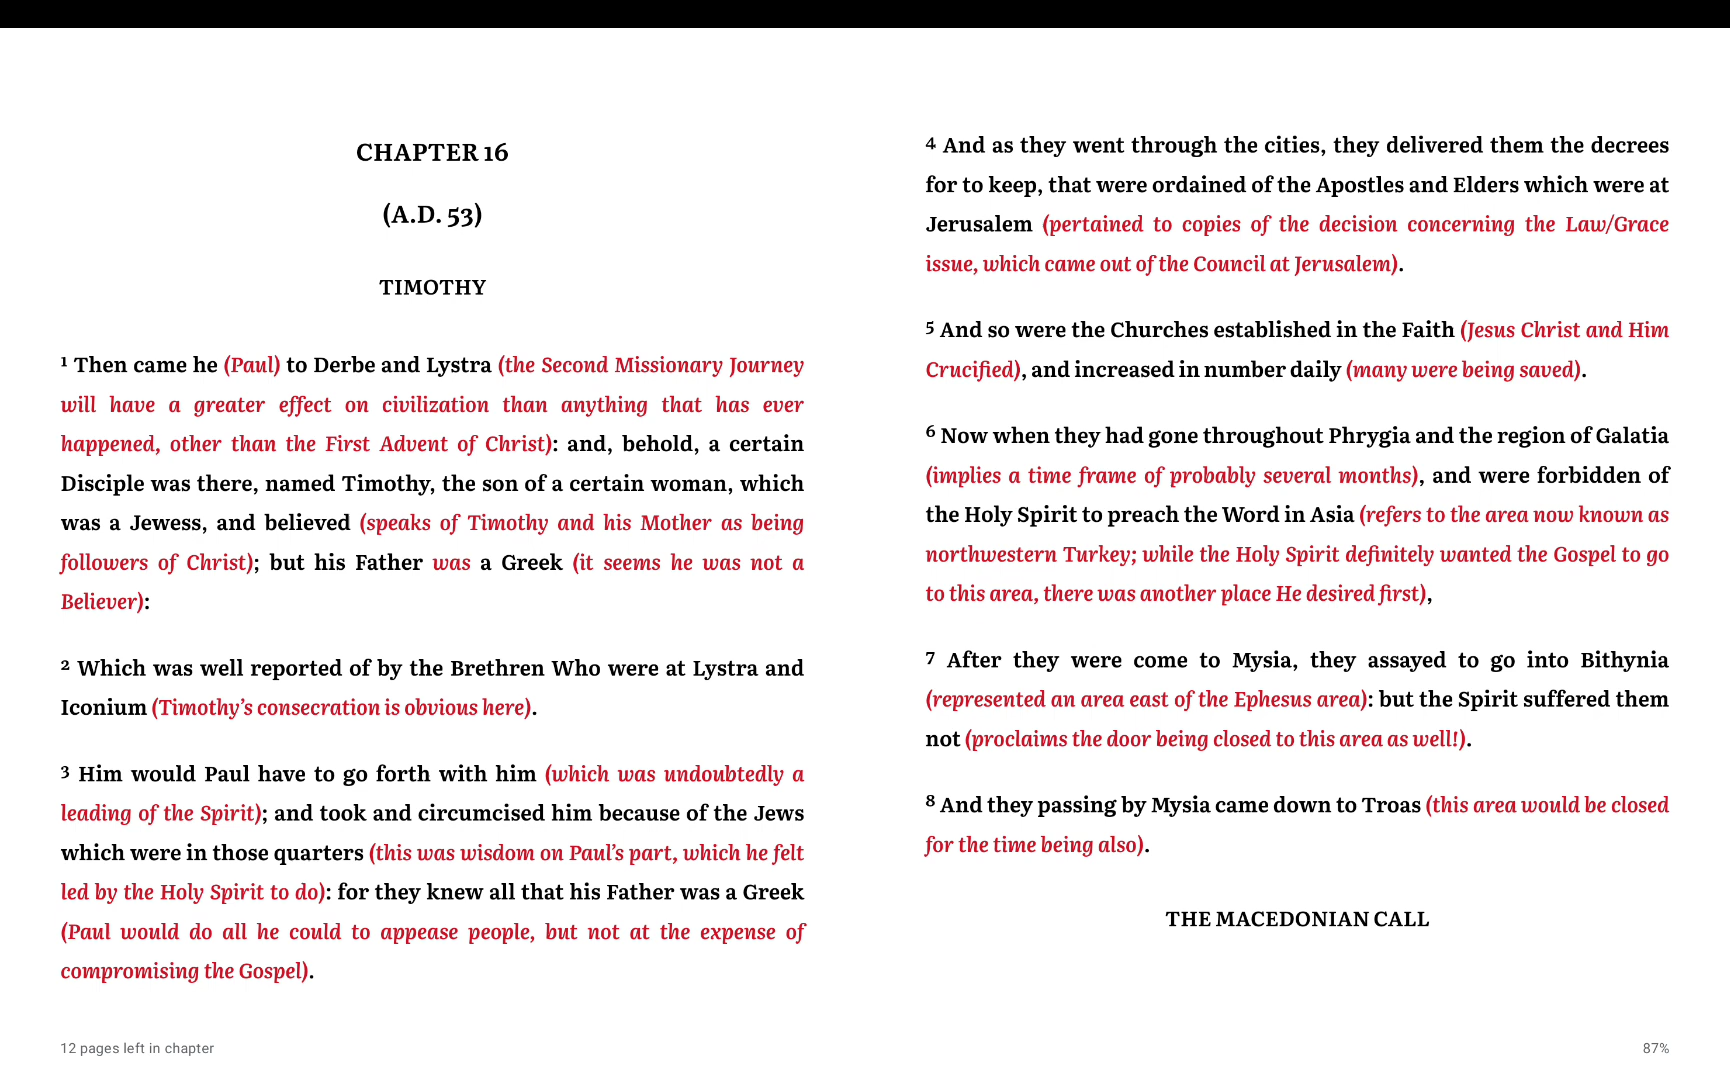 CHAPTER 16
(A.D. 53)
TIMOTHY
1 Then came he (Paul) to Derbe and Lystra (the Second Missionary Journey
will have a greater effect on civilization than anything that has ever
happened, other than the First Advent of Christ): and, behold, a certain
Disciple was there, named Timothy, the son of a certain woman, which
was a Jewess, and believed (speaks of Timothy and his Mother as being
followers of Christ); but his Father was a Greek (it seems he was not a
Believer):
2 Which was well reported of by the Brethren Who were at Lystra and
Iconium (Timothy’s consecration is obvious here).
3 Him would Paul have to go forth with him (which was undoubtedly a
leading of the Spirit); and took and circumcised him because of the Jews
which were in those quarters (this was wisdom on Paul’s part, which he felt
led by the Holy Spirit to do): for they knew all that his Father was a Greek
(Paul would do all he could to appease people, but not at the expense of
compromising the Gospel).
4 And as they went through the cities, they delivered them the decrees
for to keep, that were ordained of the Apostles and Elders which were at
Jerusalem (pertained to copies of the decision concerning the Law/Grace
issue, which came out of the Council at Jerusalem).
5 And so were the Churches established in the Faith (Jesus Christ and Him
Crucified), and increased in number daily (many were being saved).
6 Now when they had gone throughout Phrygia and the region of Galatia
(implies a time frame of probably several months), and were forbidden of
the Holy Spirit to preach the Word in Asia (refers to the area now known as
northwestern Turkey; while the Holy Spirit definitely wanted the Gospel to go
to this area, there was another place He desired first),
7 After they were come to Mysia, they assayed to go into Bithynia
(represented an area east of the Ephesus area): but the Spirit suffered them
not (proclaims the door being closed to this area as well!).
8 And they passing by Mysia came down to Troas (this area would be closed
for the time being also).
THE MACEDONIAN CALL
12 pages left in chapter
87%